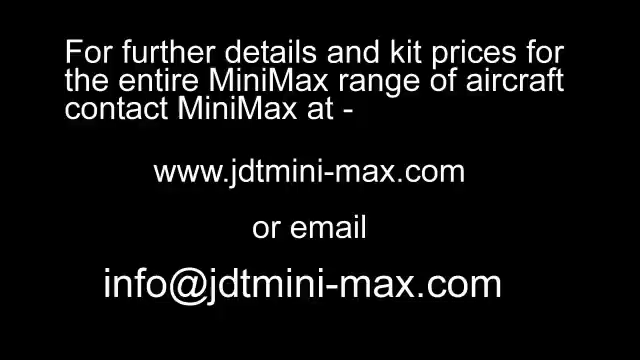 For further details and kit prices for
the entire MiniMax range of aircraft
contact MiniMax at -
www.jdtmini-max.com
or email
info@jdtmini-max.com